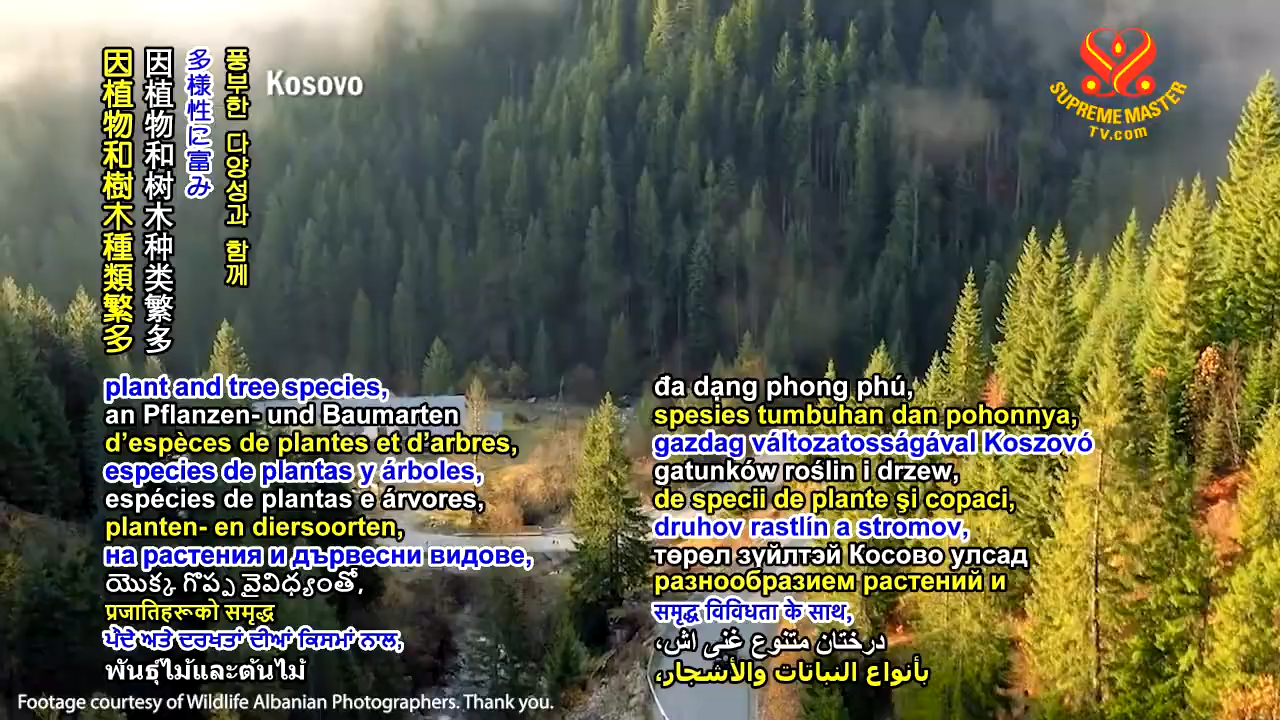 因植物和樹木種類繁多
因植物和树木种类繁多
多様性に富み
풍부한 다양성과 함께
Kosovo
SUPREME MASTER
TV.com
plant and tree species,
an Pflanzen- und Baumarten
d’espèces de plantes et d’arbres,
especies de plantas y árboles,
espécies de plantas e árvores,
planten- en diersoorten,
на растения и дървесни видове,
యొక్క గొప్ప వైవిధ్యంతో,
प्रजातिहरूको समृद्ध
ਪੌਦੇ ਅਤੇ ਦਰਖਤਾਂ ਦੀਆਂ ਕਿਸਮਾਂ ਨਾਲ,
พันธุ์ไม้และต้นไม้
đa dạng phong phú,
spesies tumbuhan dan pohonnya,
gazdag változatosságával Koszovó
gatunków roślin i drzew,
de specii de plante şi copaci,
druhov rastlín a stromov,
төрөл зүйлтэй Косово улсад
разнообразием растений и
समृद्ध विविधता के साथ,
درختان متنوع غنی اش،
بأنواع النباتات والأشجار،
Footage courtesy of Wildlife Albanian Photographers. Thank you.